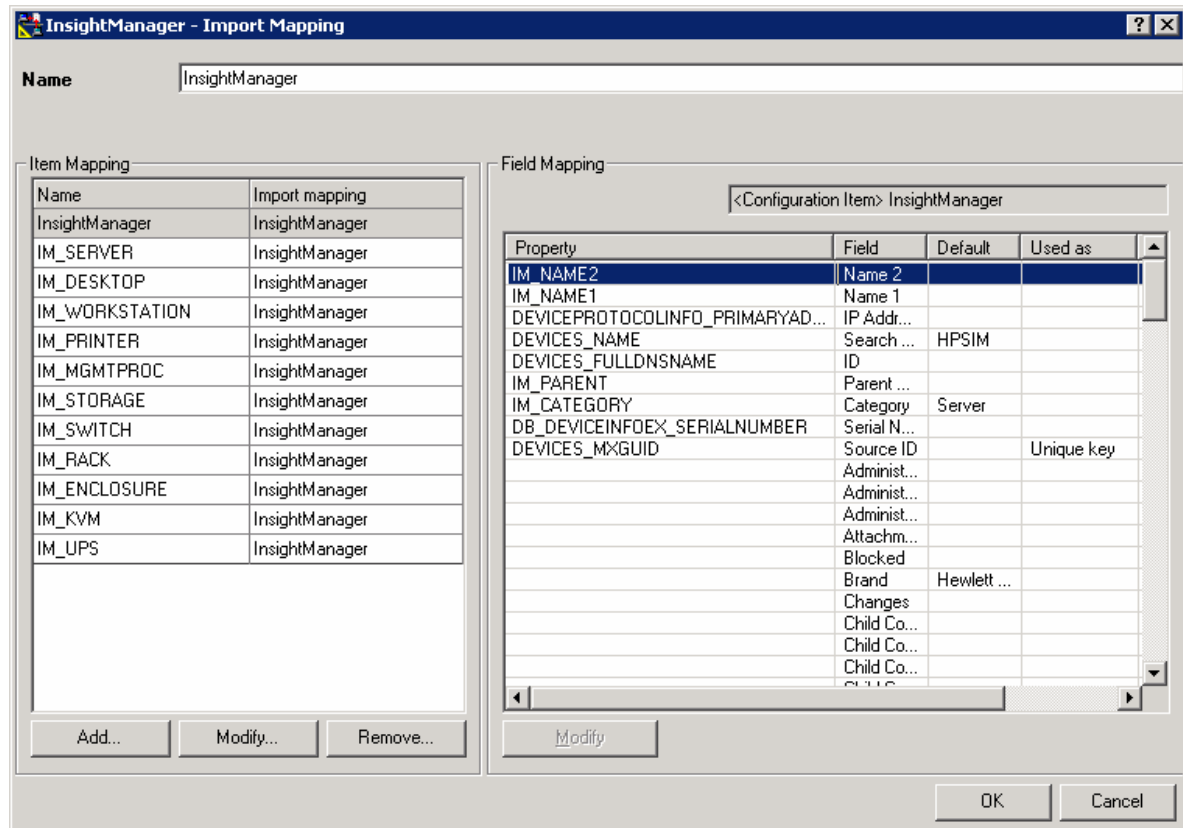 InsightManager - Import Mapping
Name InsightManager
Item Mapping
Name Import mapping
InsightManager InsightManager
IM_SERVER InsightManager
IM_DESKTOP InsightManager
IM_WORKSTATION InsightManager
IM_PRINTER InsightManager
IM_MGMTPROC InsightManager
IM_STORAGE InsightManager
IM_SWITCH InsightManager
IM_RACK InsightManager
IM_ENCLOSURE InsightManager
IM_KVM InsightManager
IM_UPS InsightManager
Add... Modify... Remove...
Field Mapping
<Configuration Item> InsightManager
Property Field Default Used as
IM_NAME2 Name 2
IM_NAME1 Name 1
DEVICEPROTOCOLINFO_PRIMARYAD... IP Addr...
DEVICES_NAME Search ... HPSIM
DEVICES_FULLDNSNAME ID
IM_PARENT Parent ...
IM_CATEGORY Category Server
DB_DEVICEINFOEX_SERIALNUMBER Serial N...
DEVICES_MXGUID Source ID Unique key
Administ...
Administ...
Administ...
Attachm...
Blocked
Brand Hewlett ...
Changes
Child Co...
Child Co...
Child Co...
Modify
OK Cancel